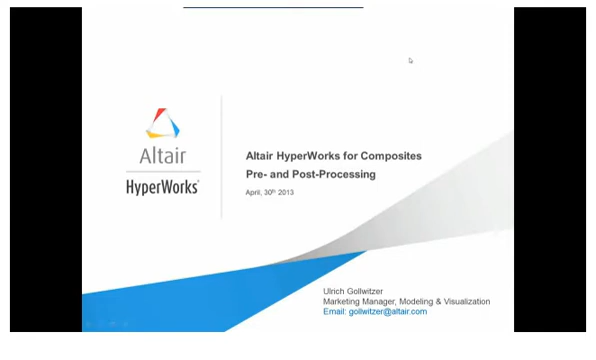 Altair
HyperWorks
Altair HyperWorks for Composites
Pre- and Post-Processing
April, 30th 2013
Ulrich Gollwitzer
Marketing Manager, Modeling & Visualization
Email: gollwitzer@altair.com